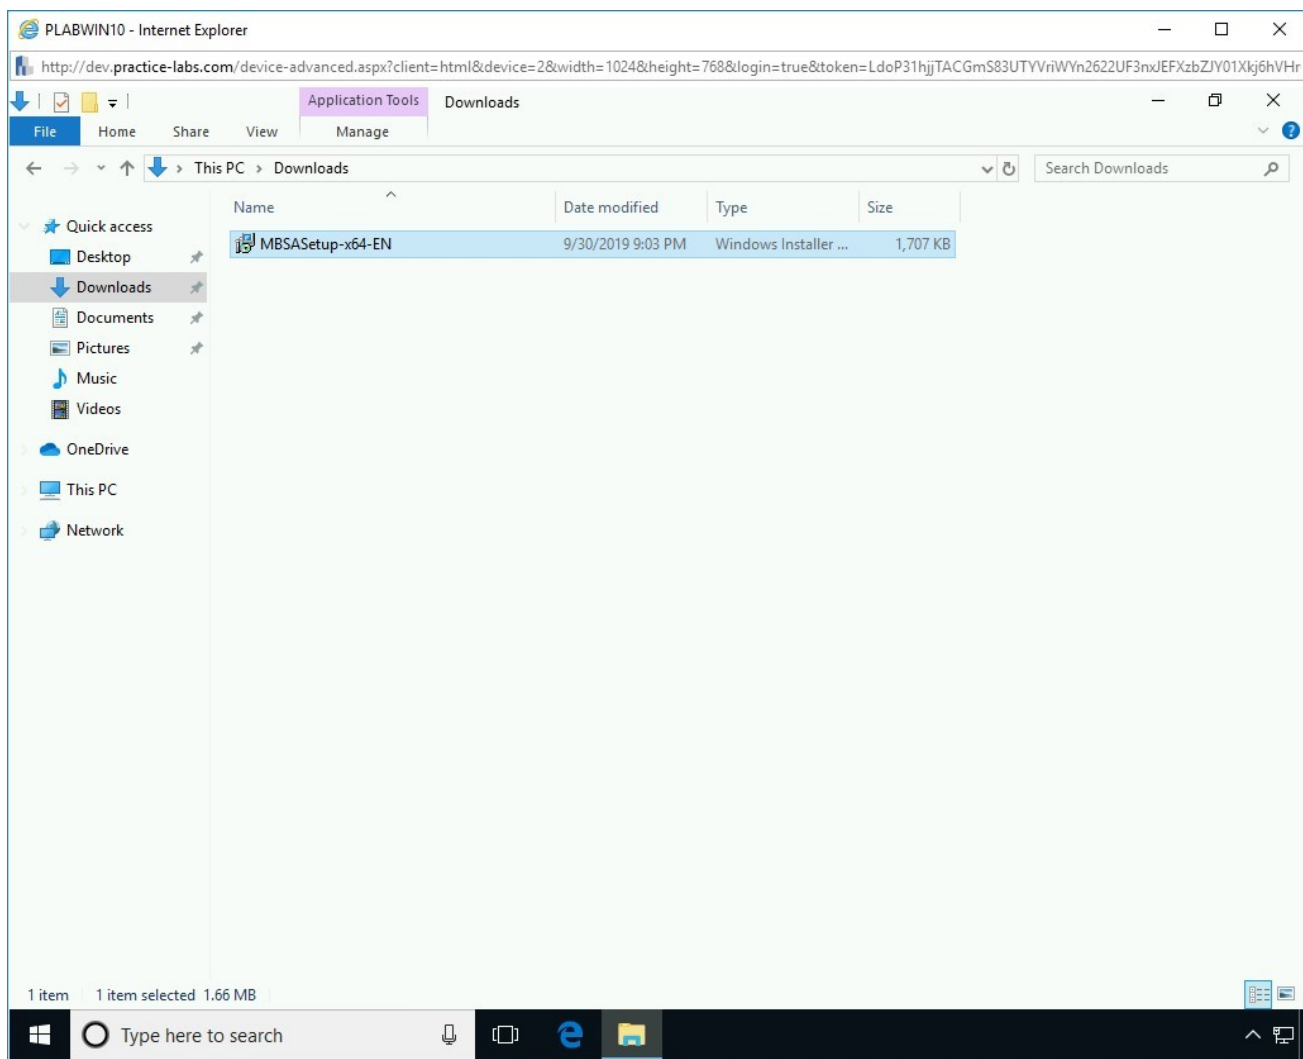 PLABWIN10 - Internet Explorer
http://dev.practice-labs.com/device-advanced.aspx?client=html&device=2&width=1024&height=768&login=true&token=LdoP31hjjTACGmS83UTYVriWYn2622UF3nxJEFXzbZJY01Xkj6hVHr
Application Tools Downloads
File Home Share View Manage
This PC > Downloads Search Downloads
Name Date modified Type Size
Quick access
MBSASetup-x64-EN 9/30/2019 9:03 PM Windows Installer ... 1,707 KB
Desktop
Downloads
Documents
Pictures
Music
Videos
OneDrive
This PC
Network
1 item 1 item selected 1.66 MB
Type here to search